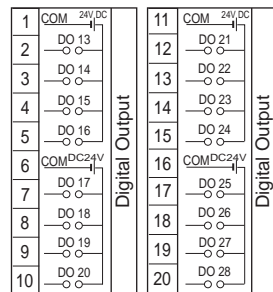 1 COM 24V DC
2 DO 13
3 DO 14
4 DO 15
5 DO 16
6 COM DC24V
7 DO 17
8 DO 18
9 DO 19
10 DO 20
Digital Output
11 COM 24V DC
12 DO 21
13 DO 22
14 DO 23
15 DO 24
16 COM DC24V
17 DO 25
18 DO 26
19 DO 27
20 DO 28
Digital Output